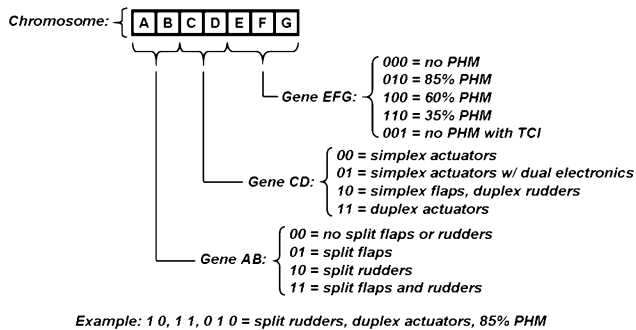 Chromosome:
A B C D E F G
Gene EFG:
000 = no PHM
010 = 85% PHM
100 = 60% PHM
110 = 35% PHM
001 = no PHM with TCI
Gene CD:
00 = simplex actuators
01 = simplex actuators w/ dual electronics
10 = simplex flaps, duplex rudders
11 = duplex actuators
Gene AB:
00 = no split flaps or rudders
01 = split flaps
10 = split rudders
11 = split flaps and rudders
Example: 1 0, 1 1, 0 1 0 = split rudders, duplex actuators, 85% PHM